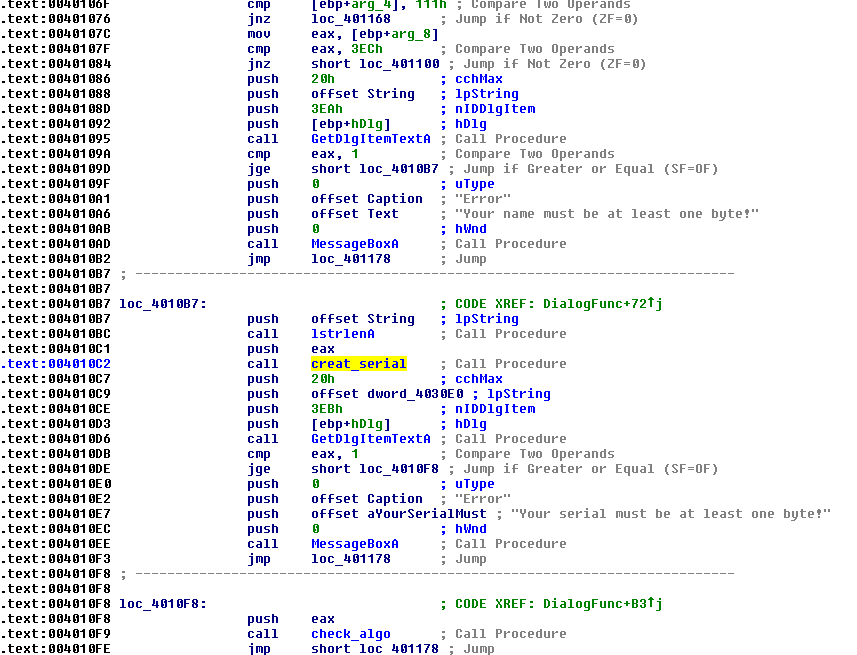 .text:0040106F cmp [ebp+arg_4], 111h ; Compare Two Operands
.text:00401076 jnz loc_401168 ; Jump if Not Zero (ZF=0)
.text:0040107C mov eax, [ebp+arg_8]
.text:0040107F cmp eax, 3ECh ; Compare Two Operands
.text:00401084 jnz short loc_401100 ; Jump if Not Zero (ZF=0)
.text:00401086 push 20h ; cchMax
.text:00401088 push offset String ; lpString
.text:0040108D push 3EAh ; nIDDlgItem
.text:00401092 push [ebp+hDlg] ; hDlg
.text:00401095 call GetDlgItemTextA ; Call Procedure
.text:0040109A cmp eax, 1 ; Compare Two Operands
.text:0040109D jge short loc_4010B7 ; Jump if Greater or Equal (SF=OF)
.text:0040109F push 0 ; uType
.text:004010A1 push offset Caption ; "Error"
.text:004010A6 push offset Text ; "Your name must be at least one byte!"
.text:004010AB push 0 ; hWnd
.text:004010AD call MessageBoxA ; Call Procedure
.text:004010B2 jmp loc_401178 ; Jump
.text:004010B7 ; ---------------------------------------------------------------------------
.text:004010B7
.text:004010B7 loc_4010B7: ; CODE XREF: DialogFunc+72↑j
.text:004010B7 push offset String ; lpString
.text:004010BC call lstrlenA ; Call Procedure
.text:004010C1 push eax
.text:004010C2 call creat_serial ; Call Procedure
.text:004010C7 push 20h ; cchMax
.text:004010C9 push offset dword_4030E0 ; lpString
.text:004010CE push 3EBh ; nIDDlgItem
.text:004010D3 push [ebp+hDlg] ; hDlg
.text:004010D6 call GetDlgItemTextA ; Call Procedure
.text:004010DB cmp eax, 1 ; Compare Two Operands
.text:004010DE jge short loc_4010F8 ; Jump if Greater or Equal (SF=OF)
.text:004010E0 push 0 ; uType
.text:004010E2 push offset Caption ; "Error"
.text:004010E7 push offset aYourSerialMust ; "Your serial must be at least one byte!"
.text:004010EC push 0 ; hWnd
.text:004010EE call MessageBoxA ; Call Procedure
.text:004010F3 jmp loc_401178 ; Jump
.text:004010F8 ; ---------------------------------------------------------------------------
.text:004010F8
.text:004010F8 loc_4010F8: ; CODE XREF: DialogFunc+B3↑j
.text:004010F8 push eax
.text:004010F9 call check_algo ; Call Procedure
.text:004010FE jmp short loc_401178 ; Jump